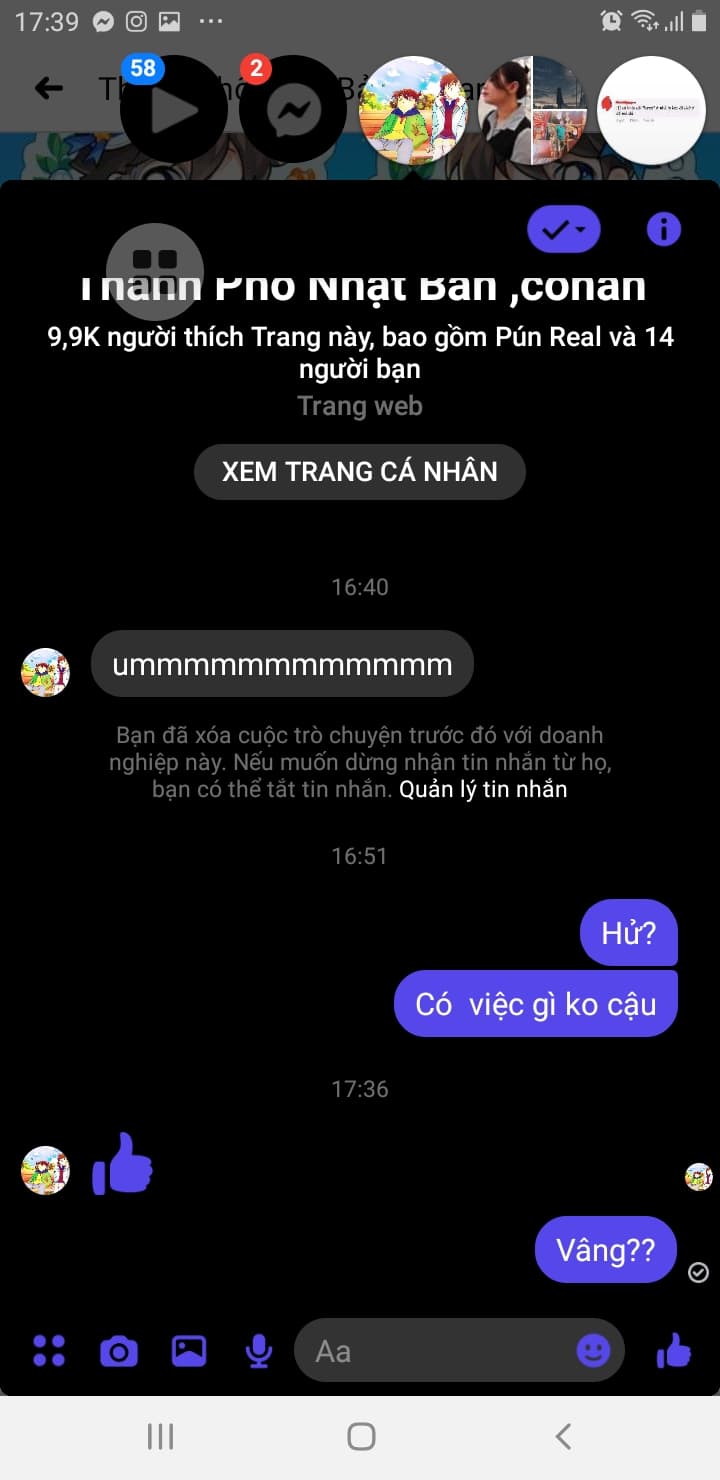 17:39
58
2
Thành Phố Nhật Bản ,conan
9,9K người thích Trang này, bao gồm Pún Real và 14
người bạn
Trang web
XEM TRANG CÁ NHÂN
16:40
ummmmmmmmmmmm
Bạn đã xóa cuộc trò chuyện trước đó với doanh
nghiệp này. Nếu muốn dừng nhận tin nhắn từ họ,
bạn có thể tắt tin nhắn. Quản lý tin nhắn
16:51
Hử?
Có  việc gì ko cậu
17:36
Vâng??
Aa